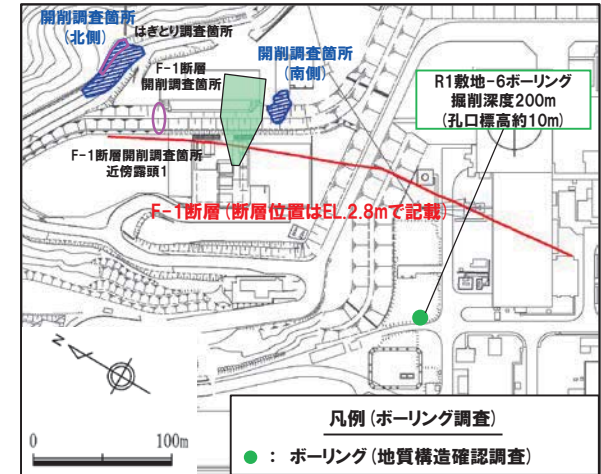 開削調査箇所
(北側)
はぎとり調査箇所
F-1断層
開削調査箇所
開削調査箇所
(南側)
R1敷地-6ボーリング
掘削深度200m
(孔口標高約10m)
F-1断層開削調査箇所
近傍露頭1
F-1断層(断層位置はEL.2.8mで記載)
N
0 100m
凡例(ボーリング調査)
● : ボーリング(地質構造確認調査)